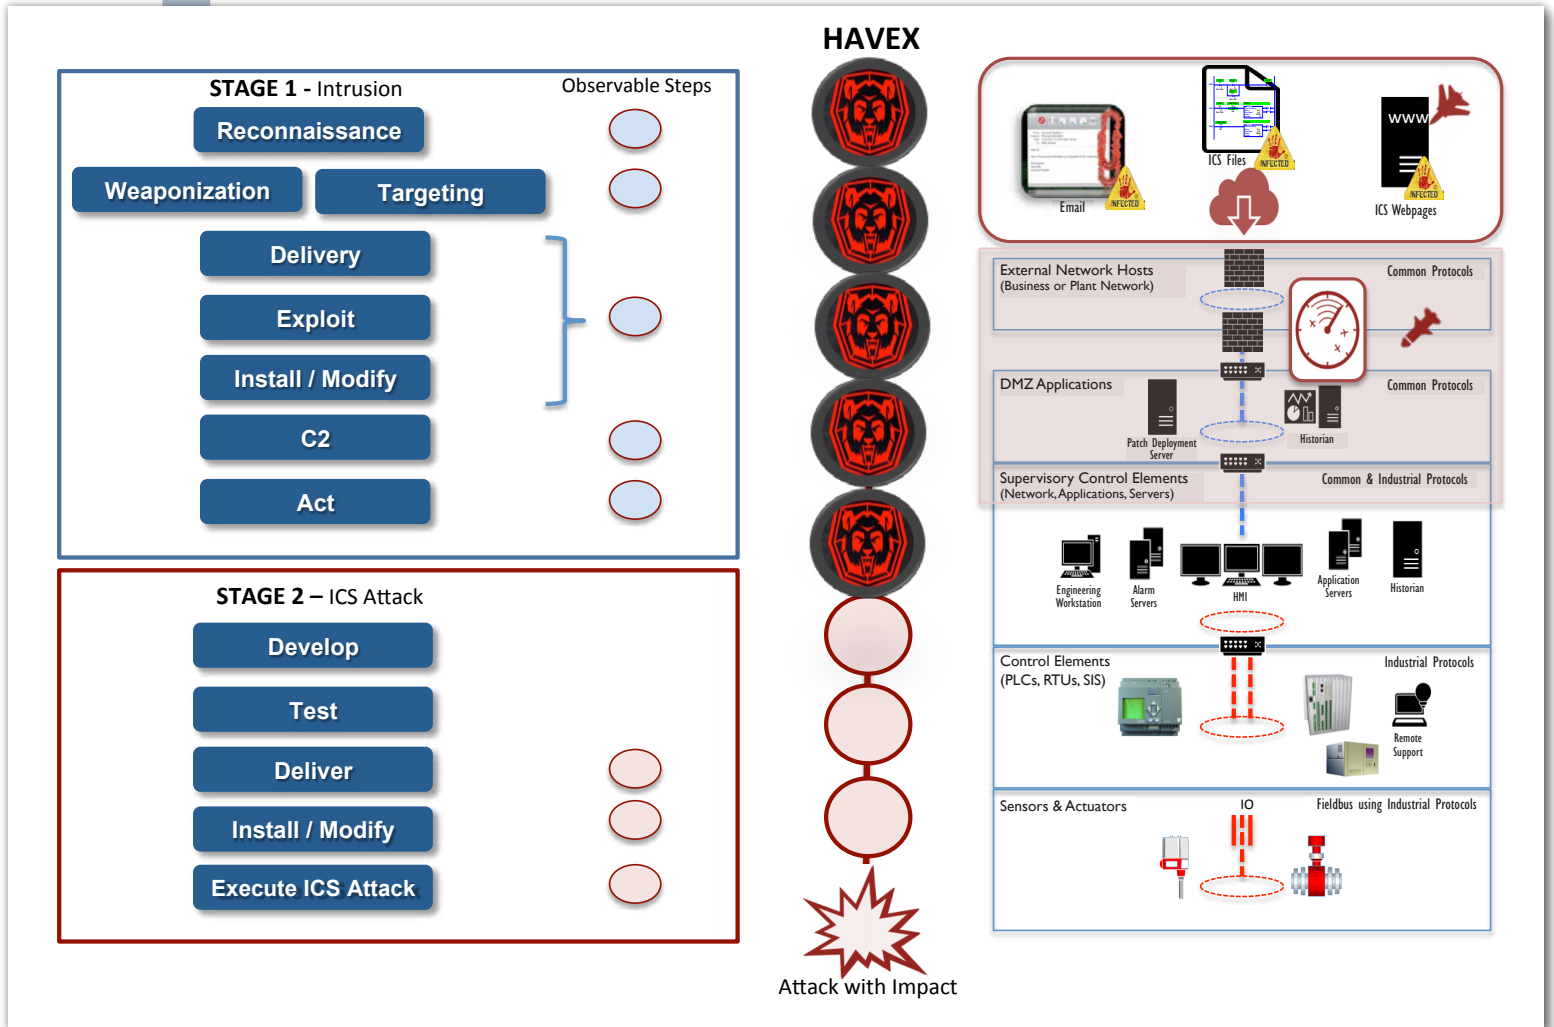 HAVEX
STAGE 1 - Intrusion
Observable Steps
Reconnaissance
Weaponization
Targeting
Delivery
Exploit
Install / Modify
C2
Act
STAGE 2 – ICS Attack
Develop
Test
Deliver
Install / Modify
Execute ICS Attack
Attack with Impact
Email
INFECTED
ICS Files
INFECTED
WWW
ICS Webpages
INFECTED
External Network Hosts
(Business or Plant Network)
Common Protocols
DMZ Applications
Common Protocols
Patch Deployment
Server
Historian
Supervisory Control Elements
(Network, Applications, Servers)
Common & Industrial Protocols
Engineering
Workstation
Alarm
Servers
HMI
Application
Servers
Historian
Control Elements
(PLCs, RTUs, SIS)
Industrial Protocols
Remote
Support
Sensors & Actuators
IO
Fieldbus using Industrial Protocols